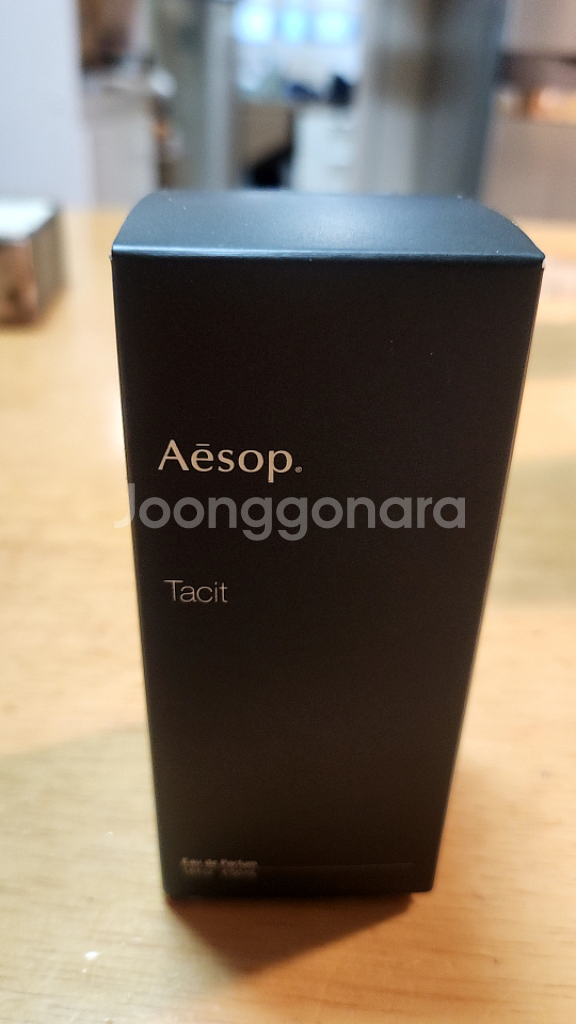 Aēsop.
Joonggonara
Tacit
Eau de Parfum